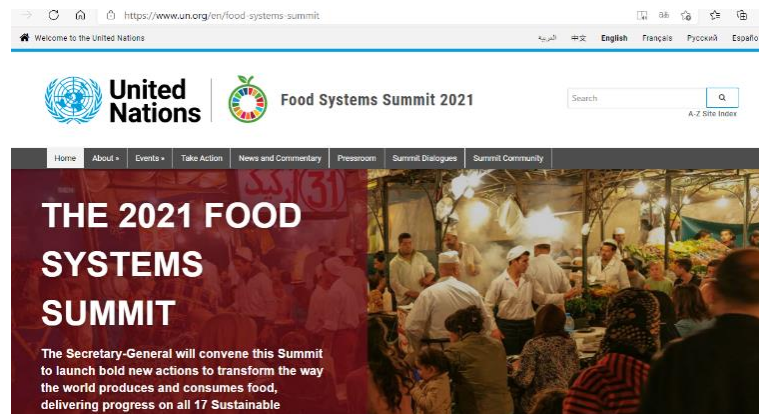 https://www.un.org/en/food-systems-summit
Welcome to the United Nations
العربية 中文 English Français Русский Españo
United
Nations
Food Systems Summit 2021
Search
A-Z Site Index
Home About » Events » Take Action News and Commentary Pressroom Summit Dialogues Summit Community
31
THE 2021 FOOD
SYSTEMS
SUMMIT
The Secretary-General will convene this Summit
to launch bold new actions to transform the way
the world produces and consumes food,
delivering progress on all 17 Sustainable